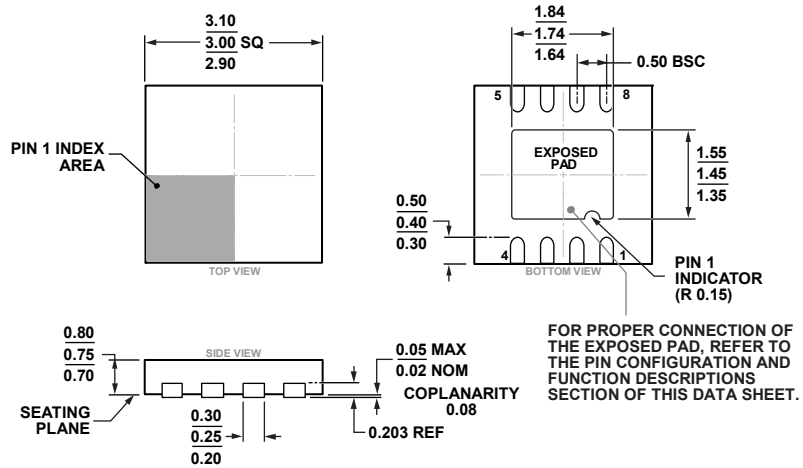 3.10
3.00 SQ
2.90
1.84
1.74
1.64
0.50 BSC
5
8
PIN 1 INDEX
AREA
EXPOSED
PAD
1.55
1.45
1.35
0.50
0.40
0.30
4
1
TOP VIEW
BOTTOM VIEW
PIN 1
INDICATOR
(R 0.15)
FOR PROPER CONNECTION OF
THE EXPOSED PAD, REFER TO
THE PIN CONFIGURATION AND
FUNCTION DESCRIPTIONS
SECTION OF THIS DATA SHEET.
0.80
0.75
0.70
SIDE VIEW
0.05 MAX
0.02 NOM
COPLANARITY
0.08
SEATING
PLANE
0.30
0.25
0.20
0.203 REF